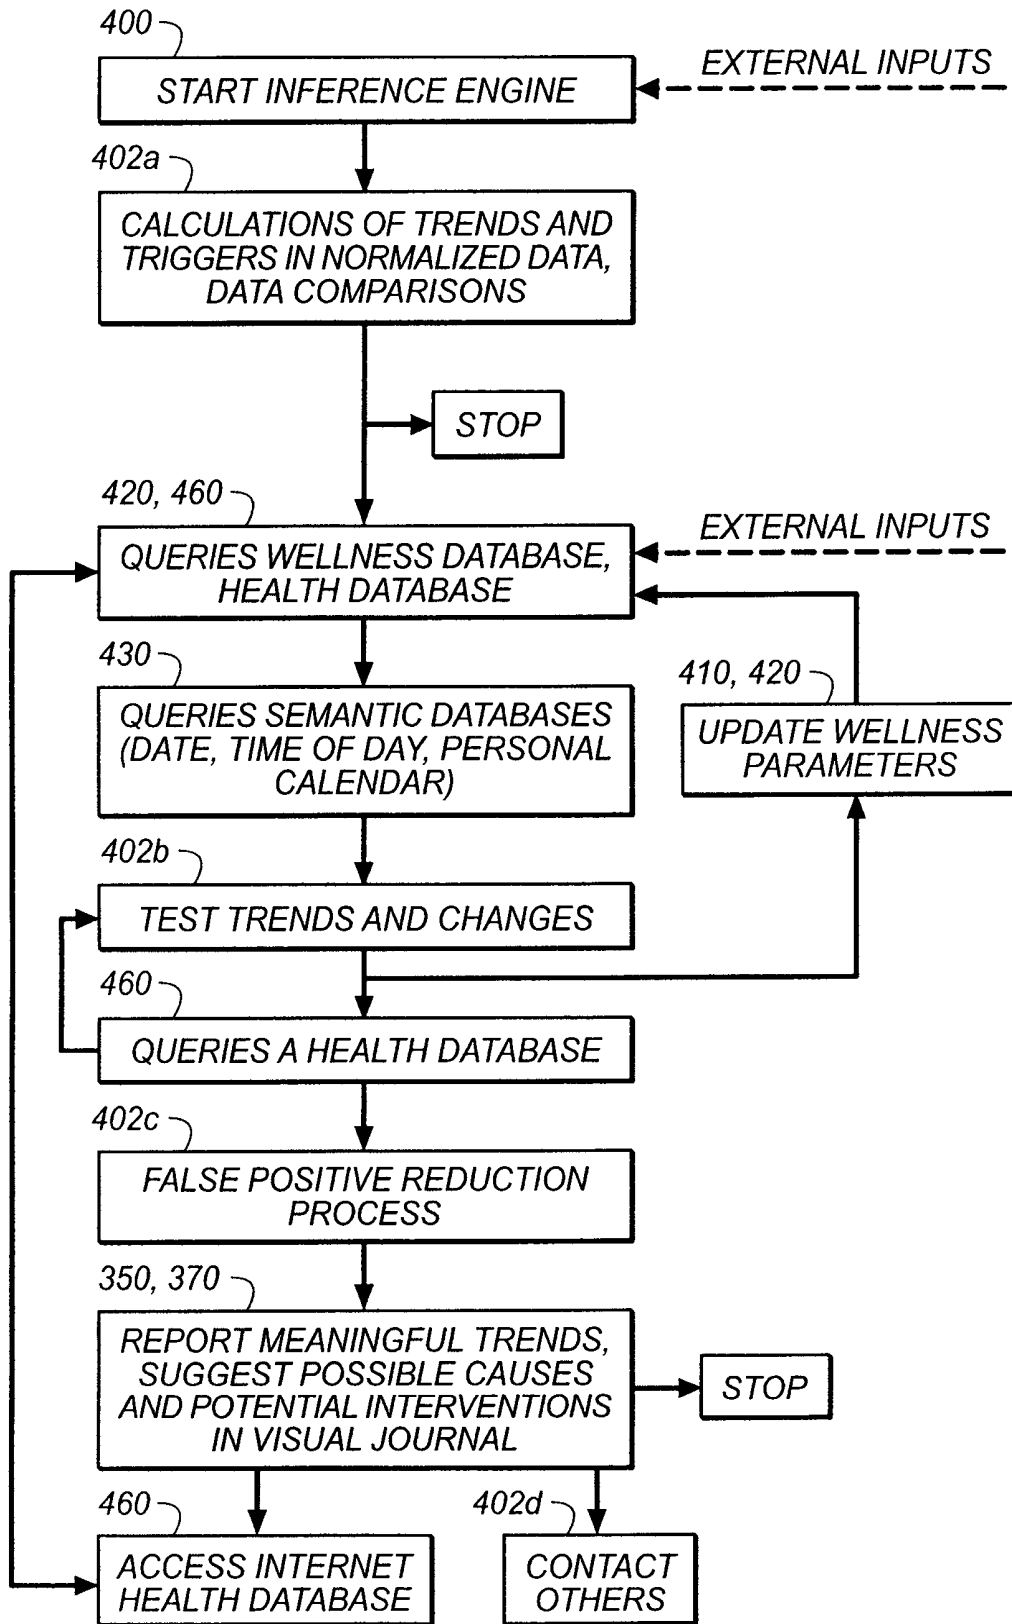 400
START INFERENCE ENGINE
EXTERNAL INPUTS
402a
CALCULATIONS OF TRENDS AND
TRIGGERS IN NORMALIZED DATA,
DATA COMPARISONS
STOP
420, 460
QUERIES WELLNESS DATABASE,
HEALTH DATABASE
EXTERNAL INPUTS
430
QUERIES SEMANTIC DATABASES
(DATE, TIME OF DAY, PERSONAL
CALENDAR)
410, 420
UPDATE WELLNESS
PARAMETERS
402b
TEST TRENDS AND CHANGES
460
QUERIES A HEALTH DATABASE
402c
FALSE POSITIVE REDUCTION
PROCESS
350, 370
REPORT MEANINGFUL TRENDS,
SUGGEST POSSIBLE CAUSES
AND POTENTIAL INTERVENTIONS
IN VISUAL JOURNAL
STOP
460
ACCESS INTERNET
HEALTH DATABASE
402d
CONTACT
OTHERS